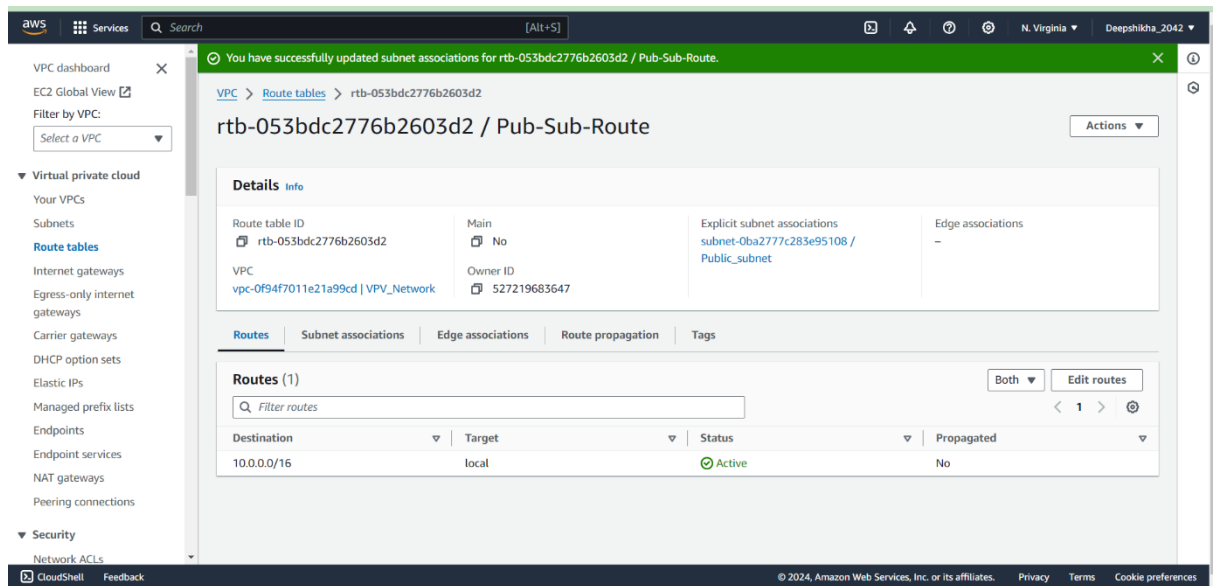 aws
Services
Search
[Alt+S]
N. Virginia
Deepshikha_2042
VPC dashboard
EC2 Global View
Filter by VPC:
Select a VPC
Virtual private cloud
Your VPCs
Subnets
Route tables
Internet gateways
Egress-only internet
gateways
Carrier gateways
DHCP option sets
Elastic IPs
Managed prefix lists
Endpoints
Endpoint services
NAT gateways
Peering connections
Security
Network ACLs
You have successfully updated subnet associations for rtb-053bdc2776b2603d2 / Pub-Sub-Route.
VPC > Route tables > rtb-053bdc2776b2603d2
rtb-053bdc2776b2603d2 / Pub-Sub-Route
Actions
Details Info
Route table ID
rtb-053bdc2776b2603d2
Main
No
Explicit subnet associations
subnet-0ba2777c283e95108 /
Public_subnet
Edge associations
–
VPC
vpc-0f94f7011e21a99cd | VPV_Network
Owner ID
527219683647
Routes
Subnet associations
Edge associations
Route propagation
Tags
Routes (1)
Both
Edit routes
Filter routes
1
Destination
Target
Status
Propagated
10.0.0.0/16
local
Active
No
CloudShell
Feedback
© 2024, Amazon Web Services, Inc. or its affiliates.
Privacy
Terms
Cookie preferences